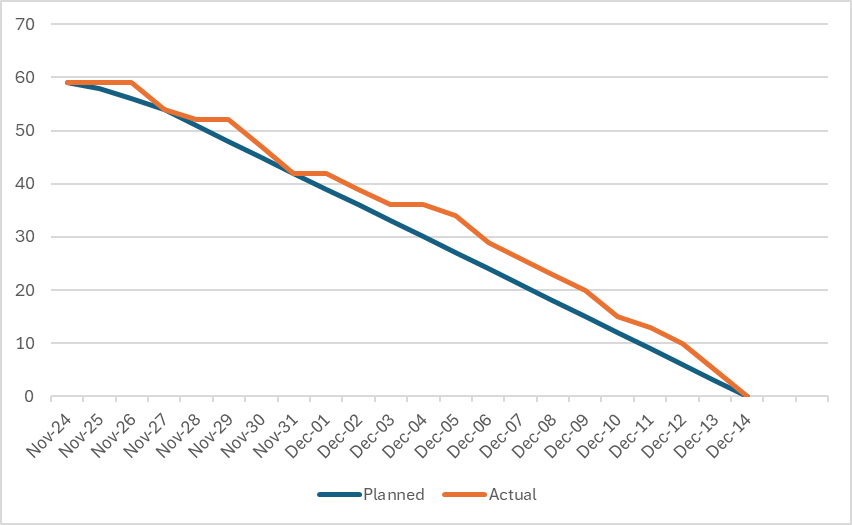 70
60
50
40
30
20
10
0
Nov-24
Nov-25
Nov-26
Nov-27
Nov-28
Nov-29
Nov-30
Nov-31
Dec-01
Dec-02
Dec-03
Dec-04
Dec-05
Dec-06
Dec-07
Dec-08
Dec-09
Dec-10
Dec-11
Dec-12
Dec-13
Dec-14
Planned Actual